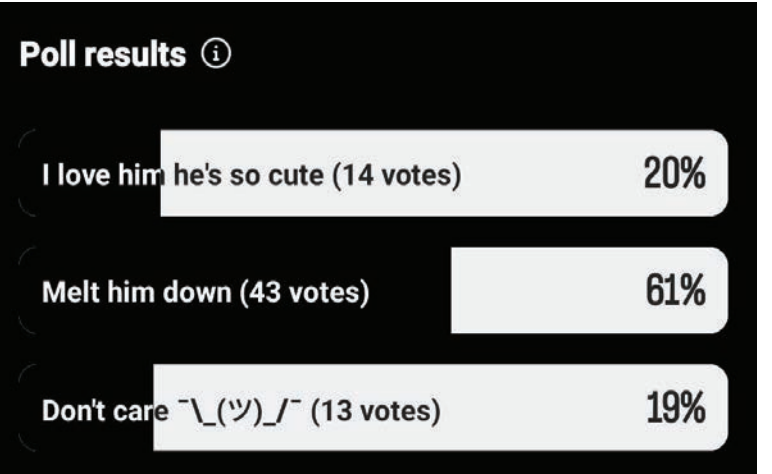 Poll results
I love him he's so cute (14 votes) 20%
Melt him down (43 votes) 61%
Don't care ¯\_(ツ)_/¯ (13 votes) 19%